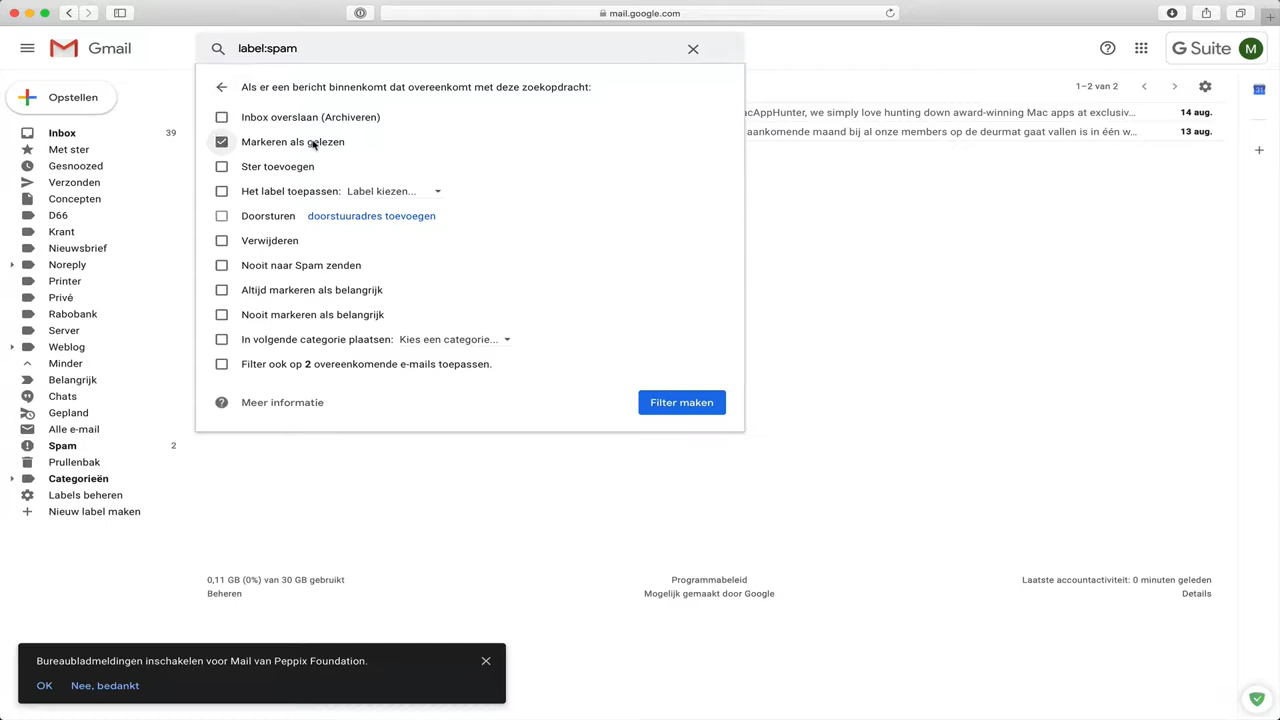 mail.google.com
Gmail
label:spam
G Suite
M
Opstellen
Als er een bericht binnenkomt dat overeenkomt met deze zoekopdracht:
1–2 van 2
Inbox 39
Met ster
Gesnoozed
Verzonden
Concepten
D66
Krant
Nieuwsbrief
Noreply
Printer
Privé
Rabobank
Server
Weblog
Minder
Belangrijk
Chats
Gepland
Alle e-mail
Spam 2
Prullenbak
Categorieën
Labels beheren
Nieuw label maken
Inbox overslaan (Archiveren)
Markeren als gelezen
Ster toevoegen
Het label toepassen: Label kiezen...
Doorsturen doorstuuradres toevoegen
Verwijderen
Nooit naar Spam zenden
Altijd markeren als belangrijk
Nooit markeren als belangrijk
In volgende categorie plaatsen: Kies een categorie...
Filter ook op 2 overeenkomende e-mails toepassen.
Meer informatie
Filter maken
acAppHunter, we simply love hunting down award-winning Mac apps at exclusiv... 14 aug.
aankomende maand bij al onze members op de deurmat gaat vallen is in één w... 13 aug.
31
0,11 GB (0%) van 30 GB gebruikt
Beheren
Programmabeleid
Mogelijk gemaakt door Google
Laatste accountactiviteit: 0 minuten geleden
Details
Bureaubladmeldingen inschakelen voor Mail van Peppix Foundation.
OK Nee, bedankt